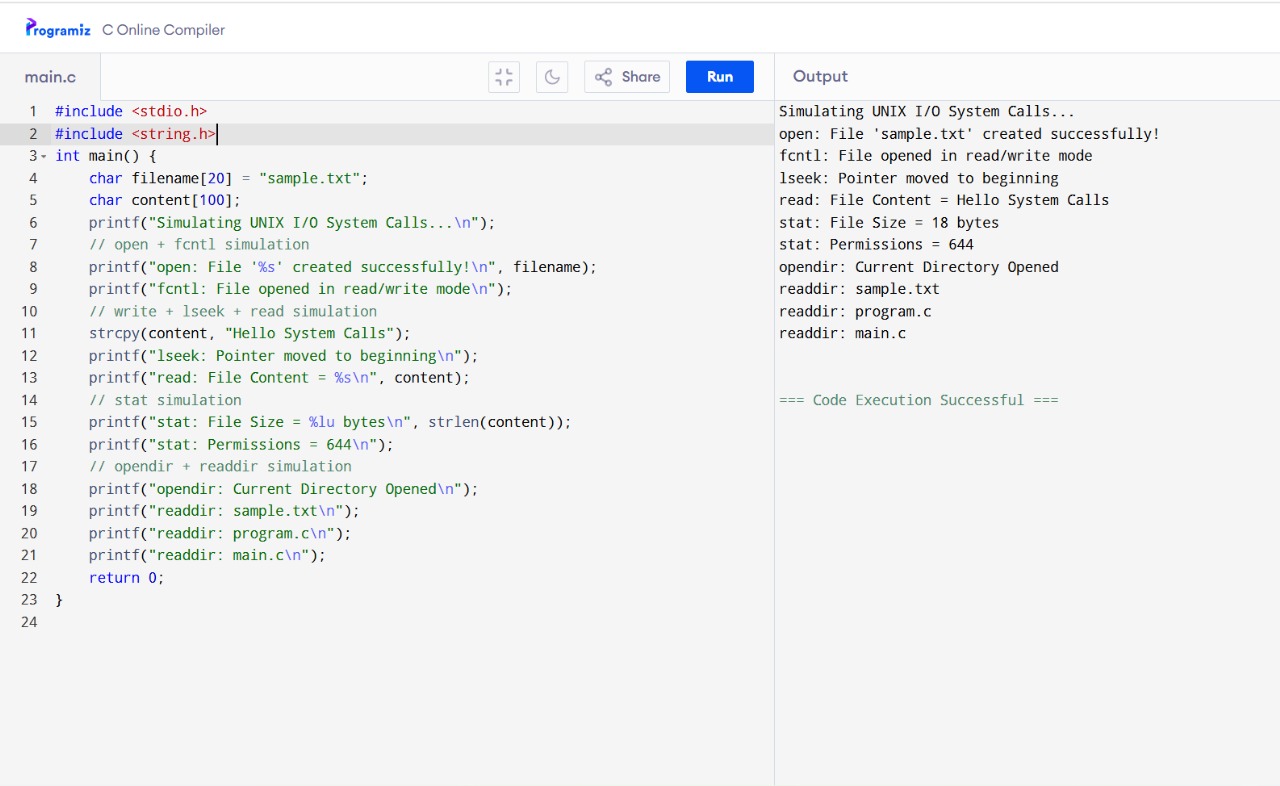 Programiz C Online Compiler
main.c
Share
Run
Output
1 #include <stdio.h>
2 #include <string.h>
3 int main() {
4     char filename[20] = "sample.txt";
5     char content[100];
6     printf("Simulating UNIX I/O System Calls...\n");
7     // open + fcntl simulation
8     printf("open: File '%s' created successfully!\n", filename);
9     printf("fcntl: File opened in read/write mode\n");
10     // write + lseek + read simulation
11     strcpy(content, "Hello System Calls");
12     printf("lseek: Pointer moved to beginning\n");
13     printf("read: File Content = %s\n", content);
14     // stat simulation
15     printf("stat: File Size = %lu bytes\n", strlen(content));
16     printf("stat: Permissions = 644\n");
17     // opendir + readdir simulation
18     printf("opendir: Current Directory Opened\n");
19     printf("readdir: sample.txt\n");
20     printf("readdir: program.c\n");
21     printf("readdir: main.c\n");
22     return 0;
23 }
24
Simulating UNIX I/O System Calls...
open: File 'sample.txt' created successfully!
fcntl: File opened in read/write mode
lseek: Pointer moved to beginning
read: File Content = Hello System Calls
stat: File Size = 18 bytes
stat: Permissions = 644
opendir: Current Directory Opened
readdir: sample.txt
readdir: program.c
readdir: main.c
=== Code Execution Successful ===